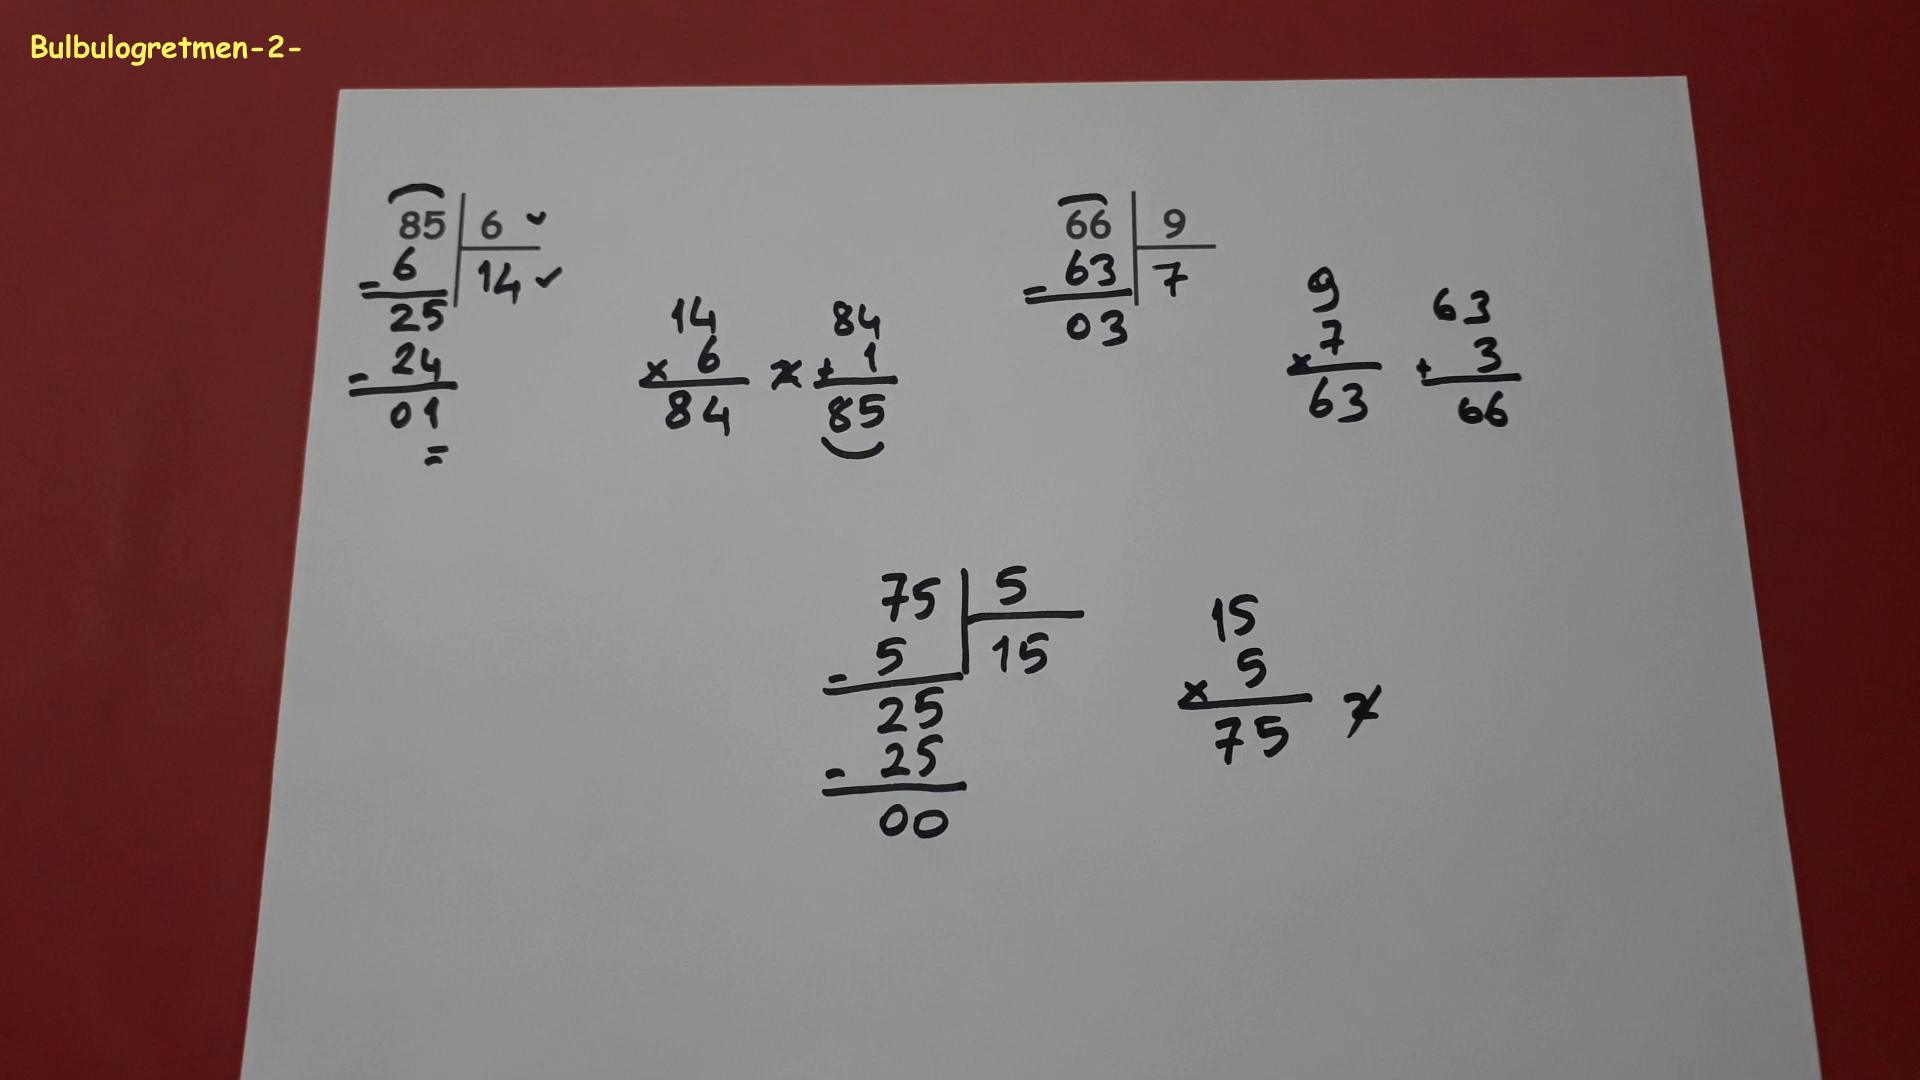 Bulbulogretmen-2-
85 | 6
- 6 | 14
25
- 24
01
=
14
x 6
84
84
+ 1
85
66 | 9
- 63 | 7
03
9
x 7
63
63
+ 3
66
75 | 5
- 5 | 15
25
- 25
00
15
x 5
75